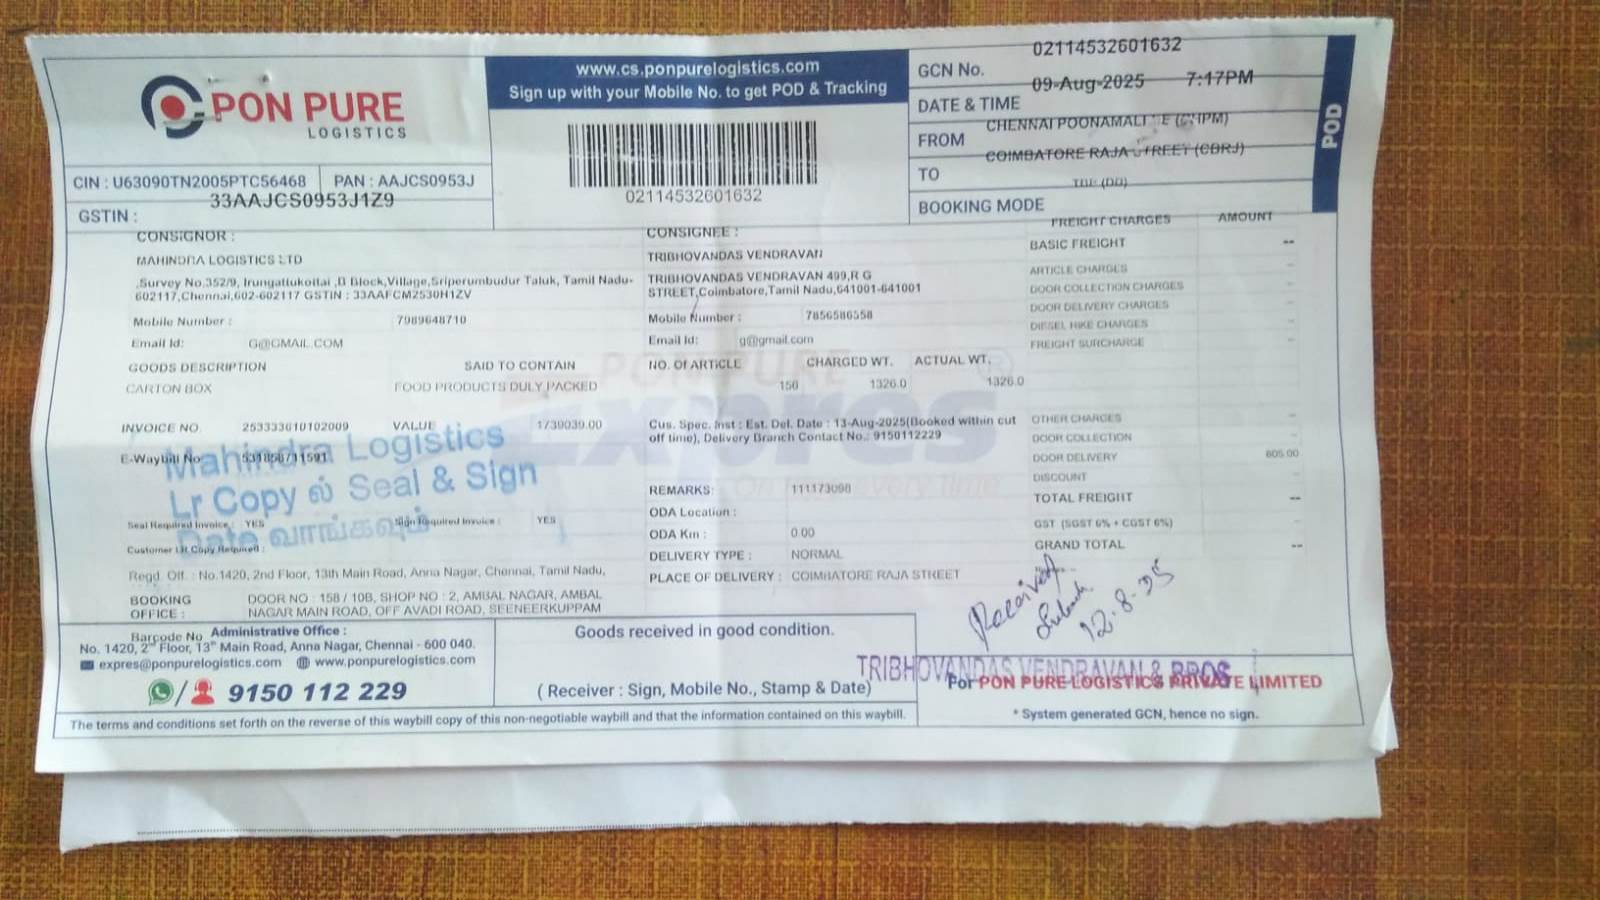 PON PURE
LOGISTICS
www.cs.ponpurelogistics.com
Sign up with your Mobile No. to get POD & Tracking
02114532601632
GCN No. 02114532601632
DATE & TIME 09-Aug-2025 7:17PM
FROM CHENNAI POONAMALLEE (CHPM)
TO COIMBATORE RAJA STREET (CBRJ)
BOOKING MODE TBB (DD)
POD
CIN : U63090TN2005PTC56468 PAN : AAJCS0953J
GSTIN : 33AAJCS0953J1Z9
CONSIGNOR :
MAHINDRA LOGISTICS LTD
,Survey No.352/9, Irungattukottai ,B Block,Village,Sriperumbudur Taluk, Tamil Nadu-
602117,Chennai,602-602117 GSTIN : 33AAFCM2530H1ZV
Mobile Number : 7989648710
Email Id: G@GMAIL.COM
CONSIGNEE :
TRIBHOVANDAS VENDRAVAN
TRIBHOVANDAS VENDRAVAN 499,R G
STREET,Coimbatore,Tamil Nadu,641001-641001
Mobile Number : 7856586558
Email Id: g@gmail.com
GOODS DESCRIPTION SAID TO CONTAIN NO. Of ARTICLE CHARGED WT. ACTUAL WT.
CARTON BOX FOOD PRODUCTS DULY PACKED 156 1326.0 1326.0
INVOICE NO. 253333610102009 VALUE 1739039.00
E-Waybill No 531858711591
Mahindra Logistics
Lr Copy ல் Seal & Sign
Date வாங்கவும்
Seal Required Invoice : YES Sign Required Invoice : YES
Customer LR Copy Required :
Regd. Off. : No.1420, 2nd Floor, 13th Main Road, Anna Nagar, Chennai, Tamil Nadu,
BOOKING OFFICE : DOOR NO : 158 / 10B, SHOP NO : 2, AMBAL NAGAR, AMBAL
NAGAR MAIN ROAD, OFF AVADI ROAD, SEENEERKUPPAM
Barcode No
PON PURE
Expres
Cus. Spec. Inst : Est. Del. Date : 13-Aug-2025(Booked within cut
off time), Delivery Branch Contact No.: 9150112229
REMARKS: 111173098
ODA Location :
ODA Km : 0.00
DELIVERY TYPE : NORMAL
PLACE OF DELIVERY : COIMBATORE RAJA STREET
FREIGHT CHARGES AMOUNT
BASIC FREIGHT --
ARTICLE CHARGES --
DOOR COLLECTION CHARGES --
DOOR DELIVERY CHARGES --
DIESEL HIKE CHARGES --
FREIGHT SURCHARGE --
OTHER CHARGES --
DOOR COLLECTION --
DOOR DELIVERY 605.00
DISCOUNT --
TOTAL FREIGHT --
GST (SGST 6% + CGST 6%) --
GRAND TOTAL --
Received
12.8.25
TRIBHOVANDAS VENDRAVAN & BROS
Administrative Office :
No. 1420, 2nd Floor, 13th Main Road, Anna Nagar, Chennai - 600 040.
expres@ponpurelogistics.com www.ponpurelogistics.com
9150 112 229
Goods received in good condition.
( Receiver : Sign, Mobile No., Stamp & Date)
For PON PURE LOGISTICS PRIVATE LIMITED
* System generated GCN, hence no sign.
The terms and conditions set forth on the reverse of this waybill copy of this non-negotiable waybill and that the information contained on this waybill.